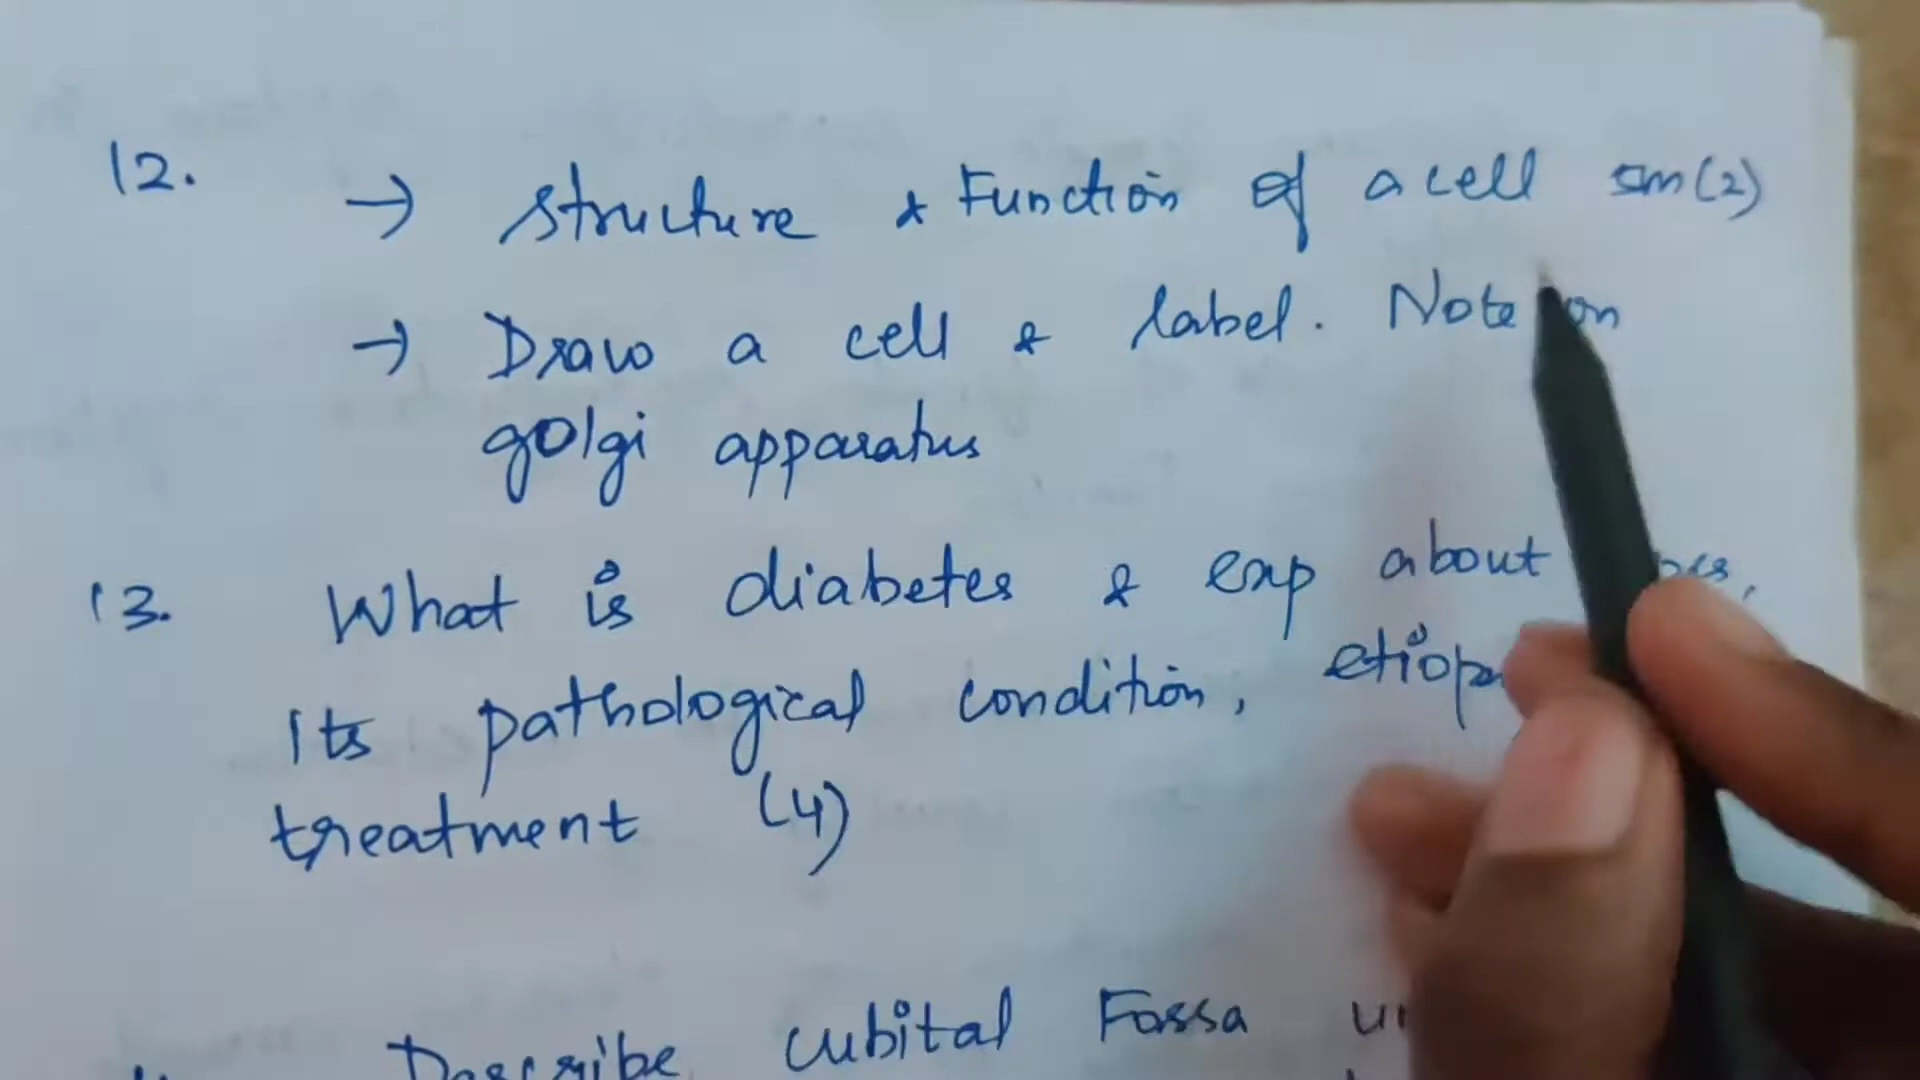 12. → Structure & Function of a cell 5m(2)
→ Draw a cell & label. Note on
golgi apparatus
13. What is diabetes & exp about
its pathological condition,
treatment (4)
Describe cubital Fossa